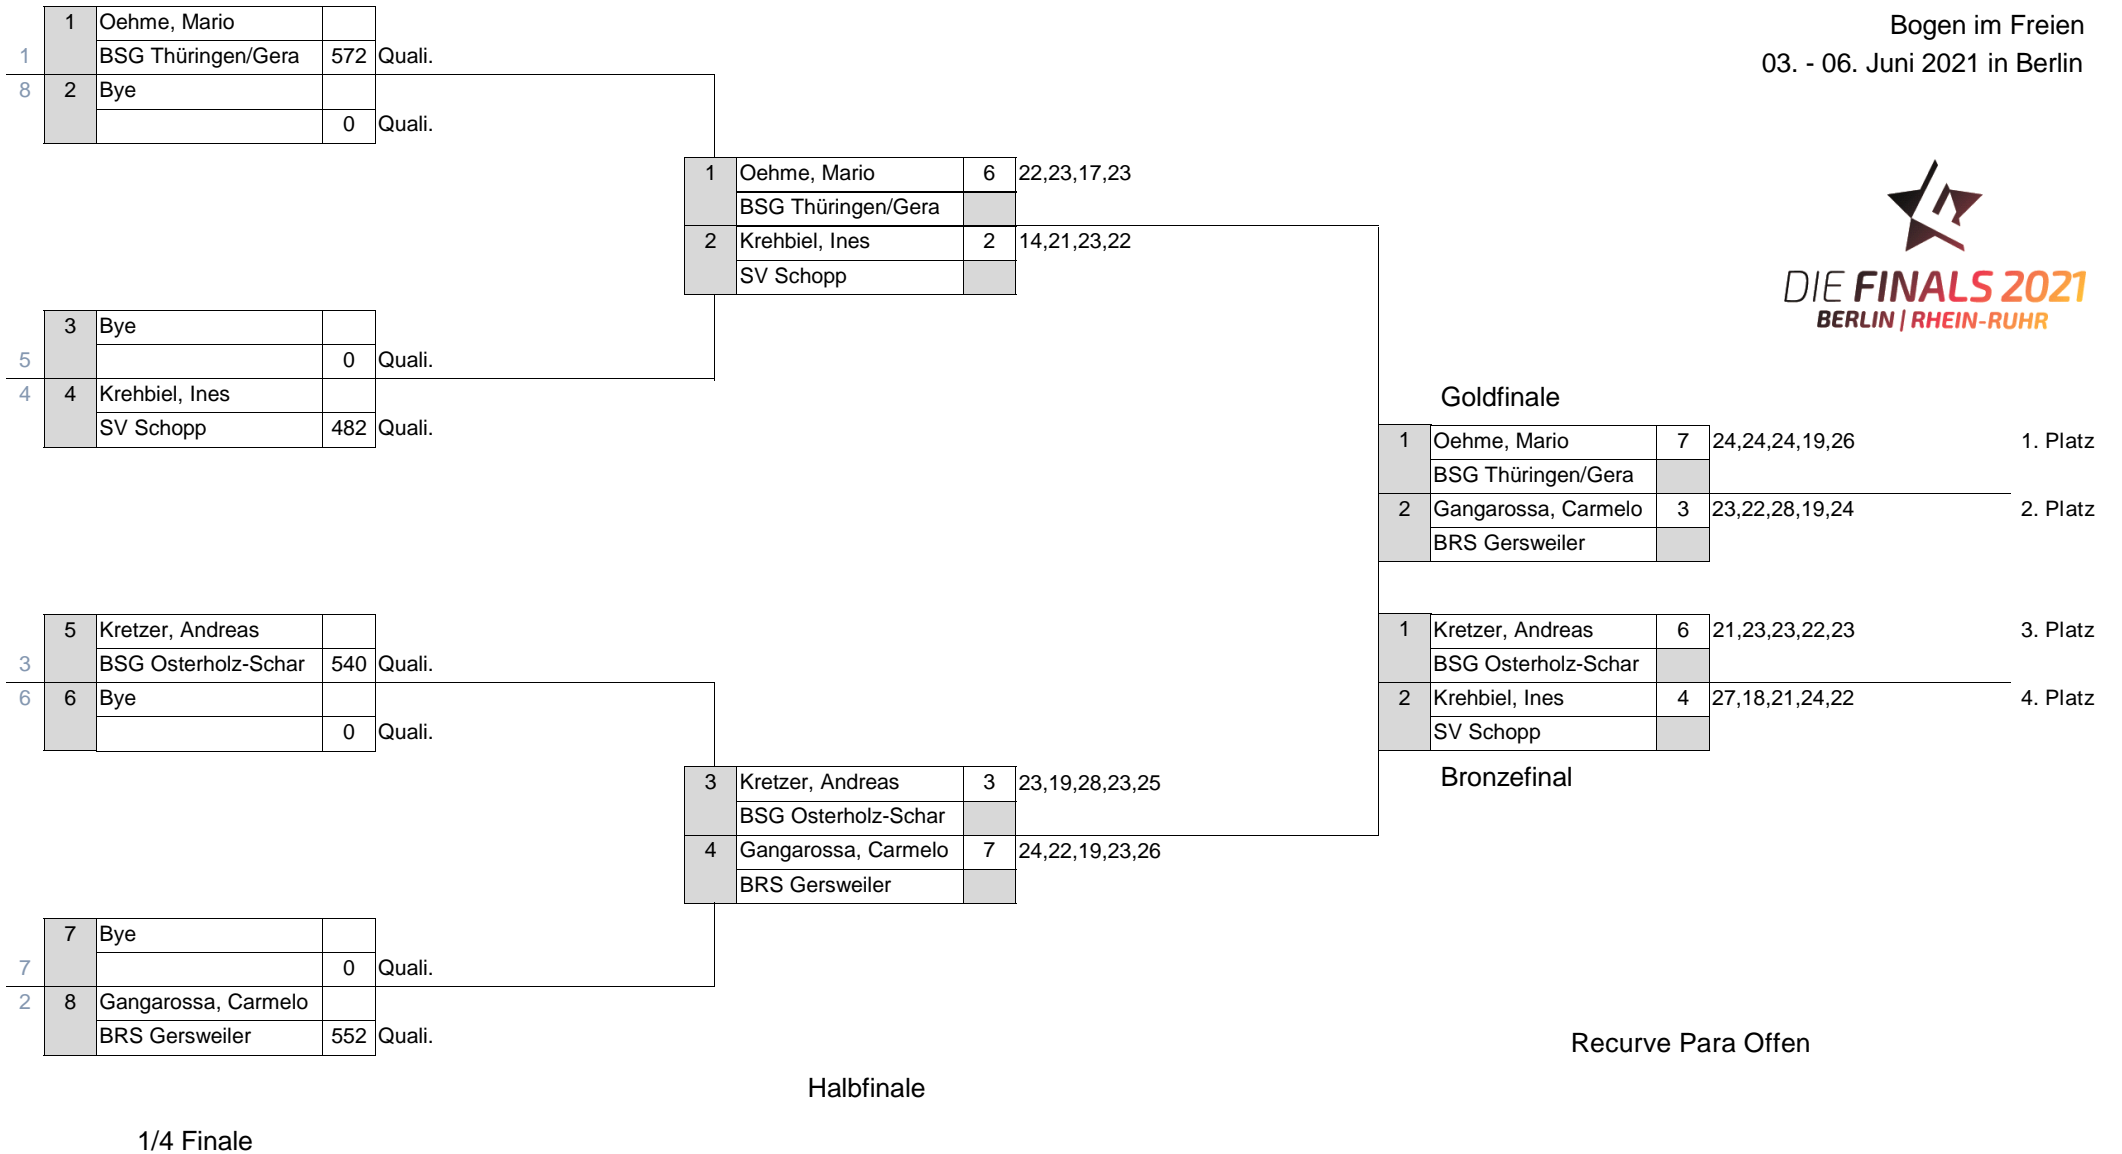 Bogen im Freien
03. - 06. Juni 2021 in Berlin
DIE FINALS 2021
BERLIN | RHEIN-RUHR
1 Oehme, Mario
1 BSG Thüringen/Gera 572 Quali.
8 2 Bye
0 Quali.
3 Bye
5 0 Quali.
4 4 Krehbiel, Ines
SV Schopp 482 Quali.
5 Kretzer, Andreas
3 BSG Osterholz-Schar 540 Quali.
6 6 Bye
0 Quali.
7 Bye
7 0 Quali.
2 8 Gangarossa, Carmelo
BRS Gersweiler 552 Quali.
1/4 Finale
1 Oehme, Mario 6 22,23,17,23
BSG Thüringen/Gera
2 Krehbiel, Ines 2 14,21,23,22
SV Schopp
3 Kretzer, Andreas 3 23,19,28,23,25
BSG Osterholz-Schar
4 Gangarossa, Carmelo 7 24,22,19,23,26
BRS Gersweiler
Halbfinale
Goldfinale
1 Oehme, Mario 7 24,24,24,19,26 1. Platz
BSG Thüringen/Gera
2 Gangarossa, Carmelo 3 23,22,28,19,24 2. Platz
BRS Gersweiler
1 Kretzer, Andreas 6 21,23,23,22,23 3. Platz
BSG Osterholz-Schar
2 Krehbiel, Ines 4 27,18,21,24,22 4. Platz
SV Schopp
Bronzefinal
Recurve Para Offen